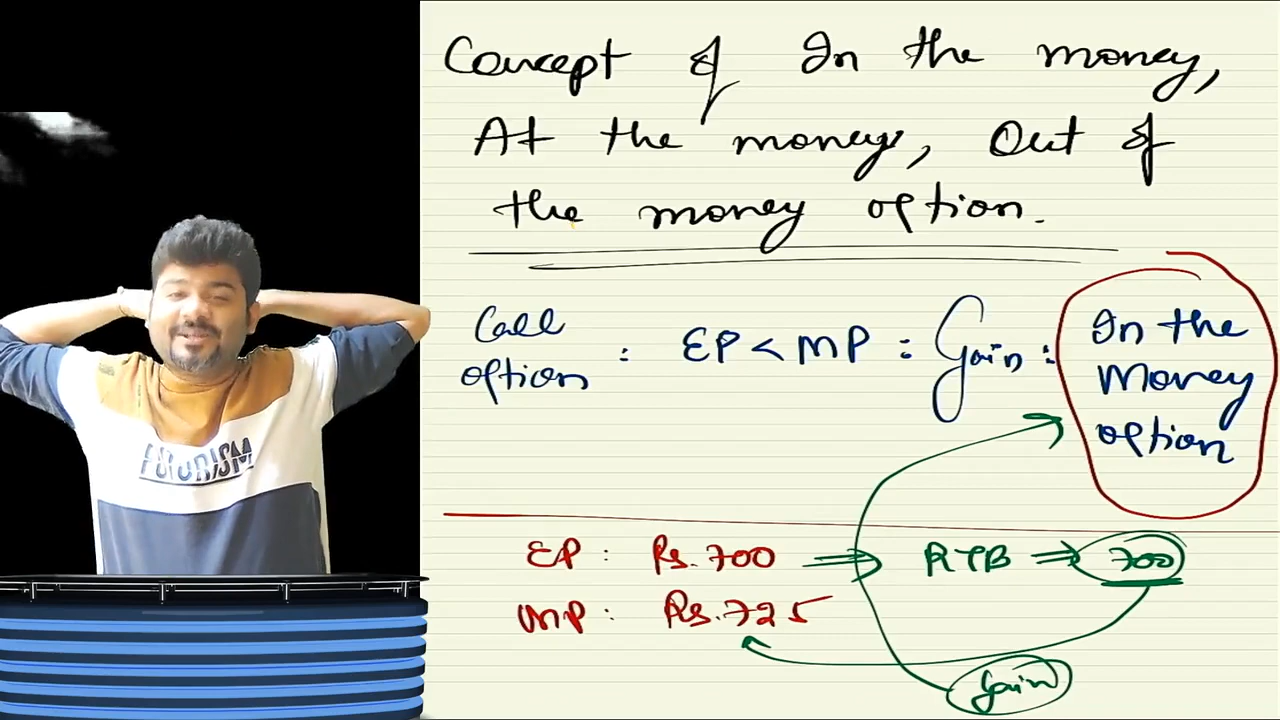 Concept of In the money,
At the money, Out of
the money option.
Call
option : EP < MP : Gain :
In the
Money
option
EP : Rs. 700 ⇒ RTB ⇒ 700
MP : Rs. 725
Gain
FUTURISM